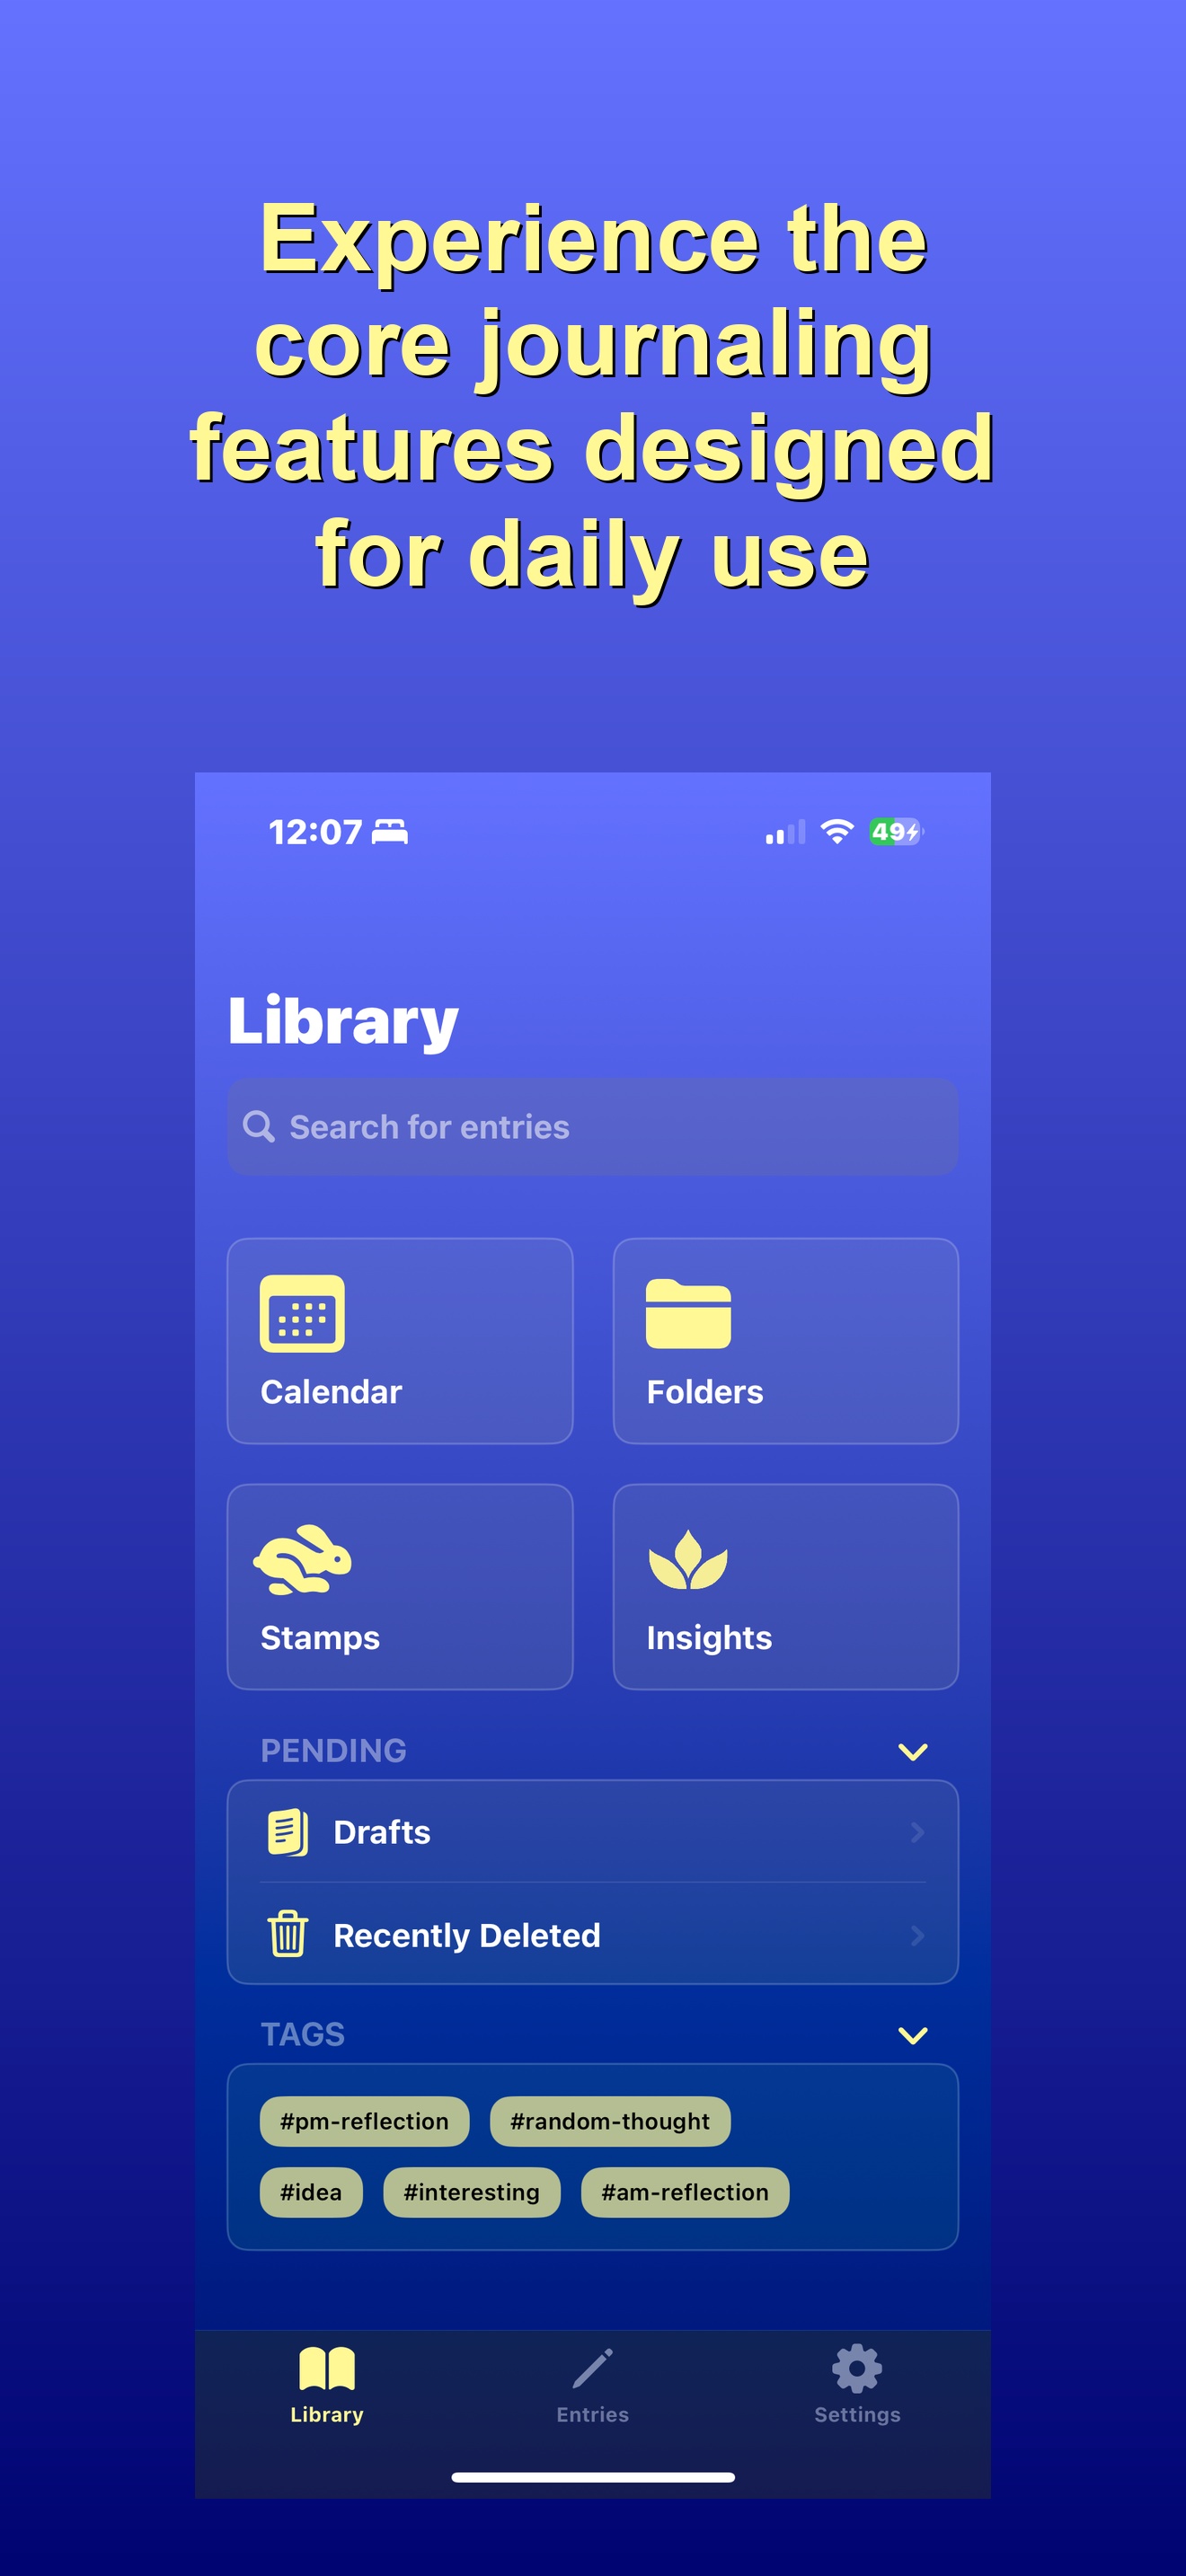 Experience the
core journaling
features designed
for daily use
12:07
49
Library
Search for entries
Calendar
Folders
Stamps
Insights
PENDING
Drafts
Recently Deleted
TAGS
#pm-reflection #random-thought
#idea #interesting #am-reflection
Library Entries Settings